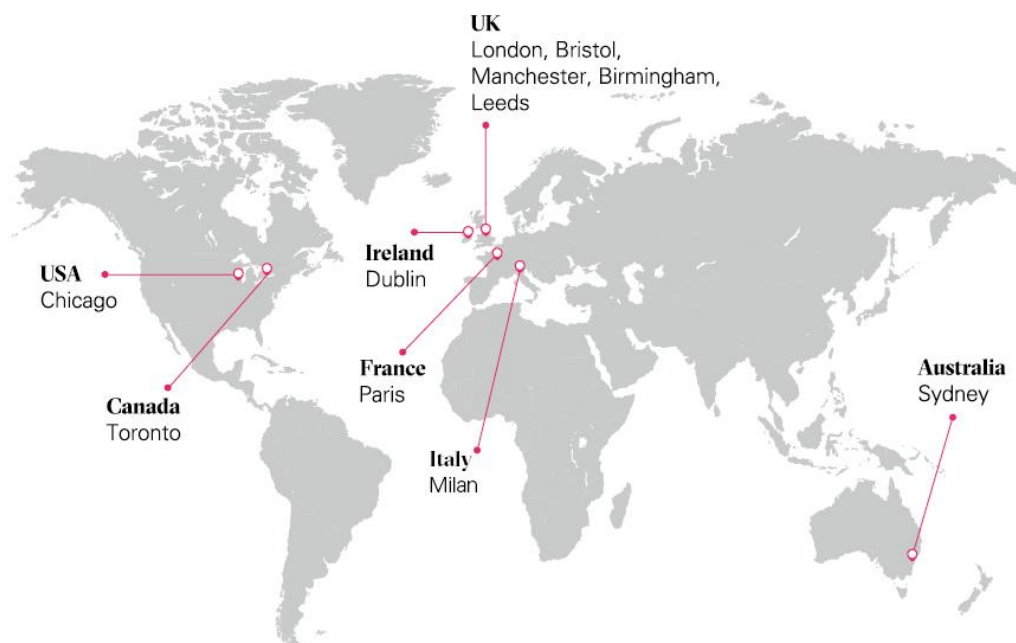 UK
London, Bristol,
Manchester, Birmingham,
Leeds
Ireland
Dublin
USA
Chicago
France
Paris
Australia
Sydney
Canada
Toronto
Italy
Milan